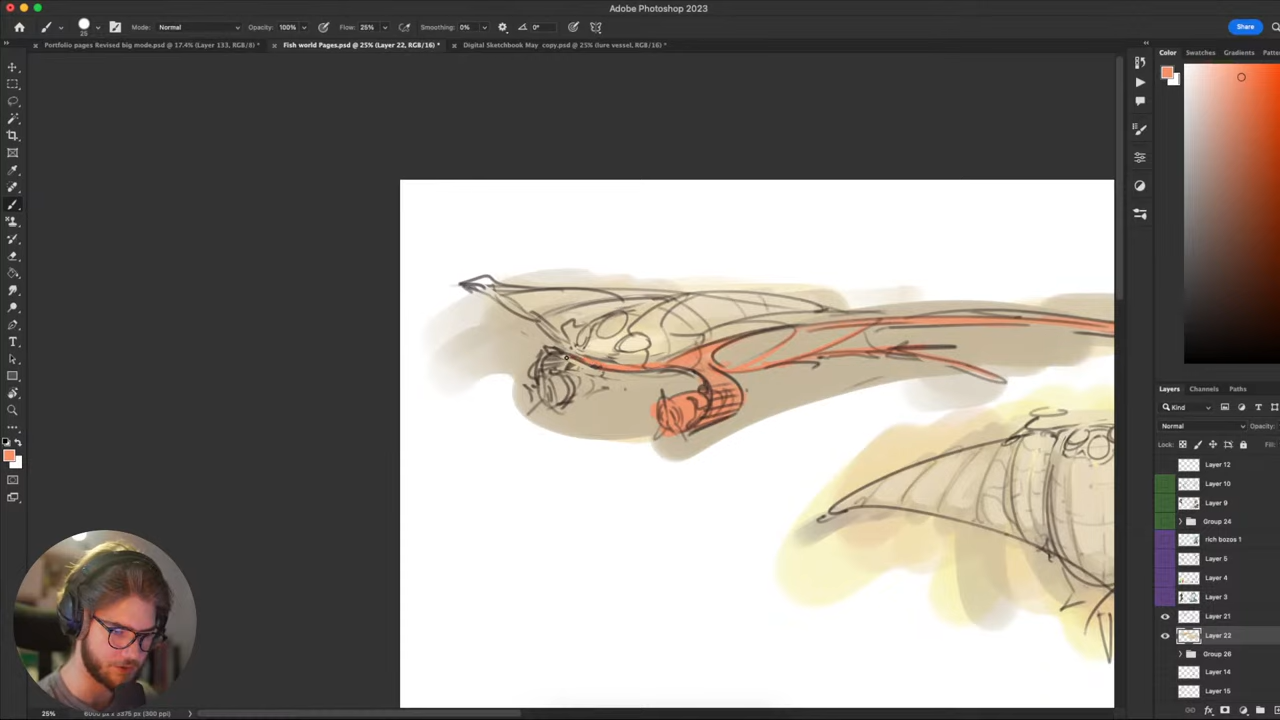 Adobe Photoshop 2023
25
Mode: Normal Opacity: 100% Flow: 25% Smoothing: 0% 0° Share
Portfolio pages Revised big mode.psd @ 17.4% (Layer 133, RGB/8) * Fish world Pages.psd @ 25% (Layer 22, RGB/16) * Digital Sketchbook May copy.psd @ 25% (lure vessel, RGB/16) *
Color Swatches Gradients
Layers Channels Paths
Kind
Normal Opacity:
Lock:
Layer 12
Layer 10
Layer 9
Group 24
rich bozos 1
Layer 5
Layer 4
Layer 3
Layer 21
Layer 22
Group 26
Layer 14
Layer 15
25%